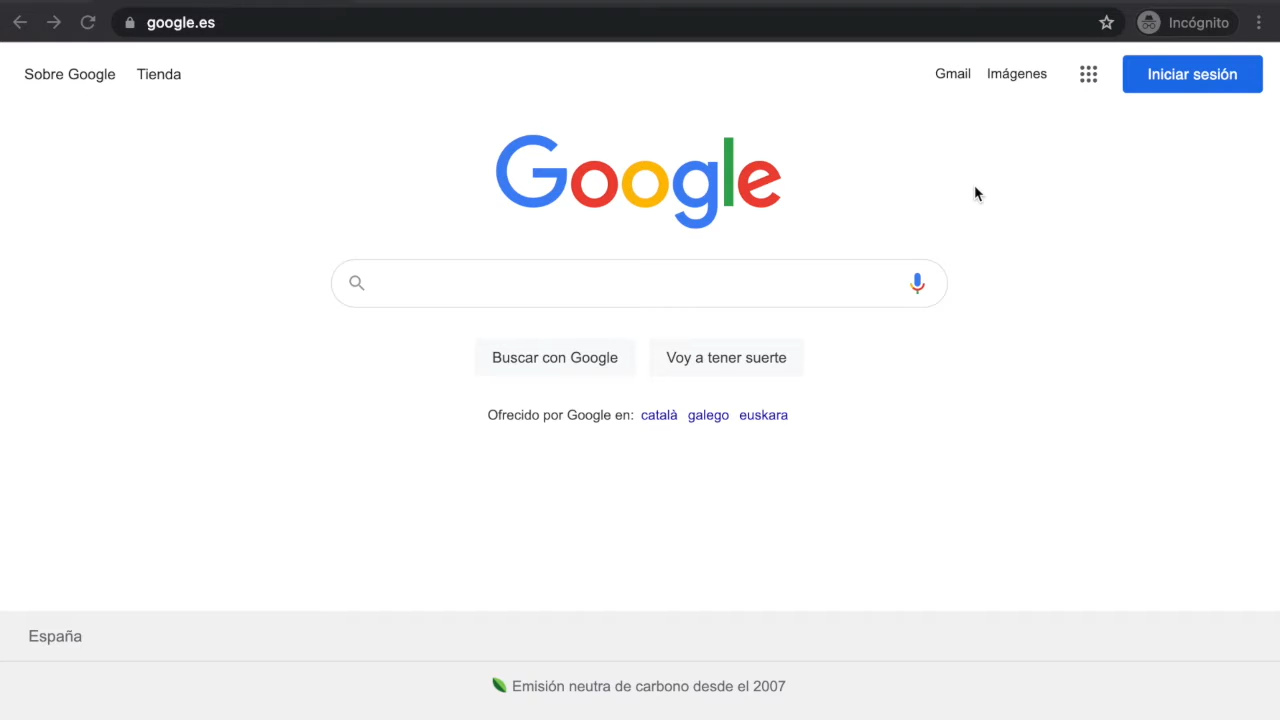 google.es
Incógnito
Sobre Google Tienda
Gmail Imágenes Iniciar sesión
Google
Buscar con Google Voy a tener suerte
Ofrecido por Google en: català galego euskara
España
Emisión neutra de carbono desde el 2007